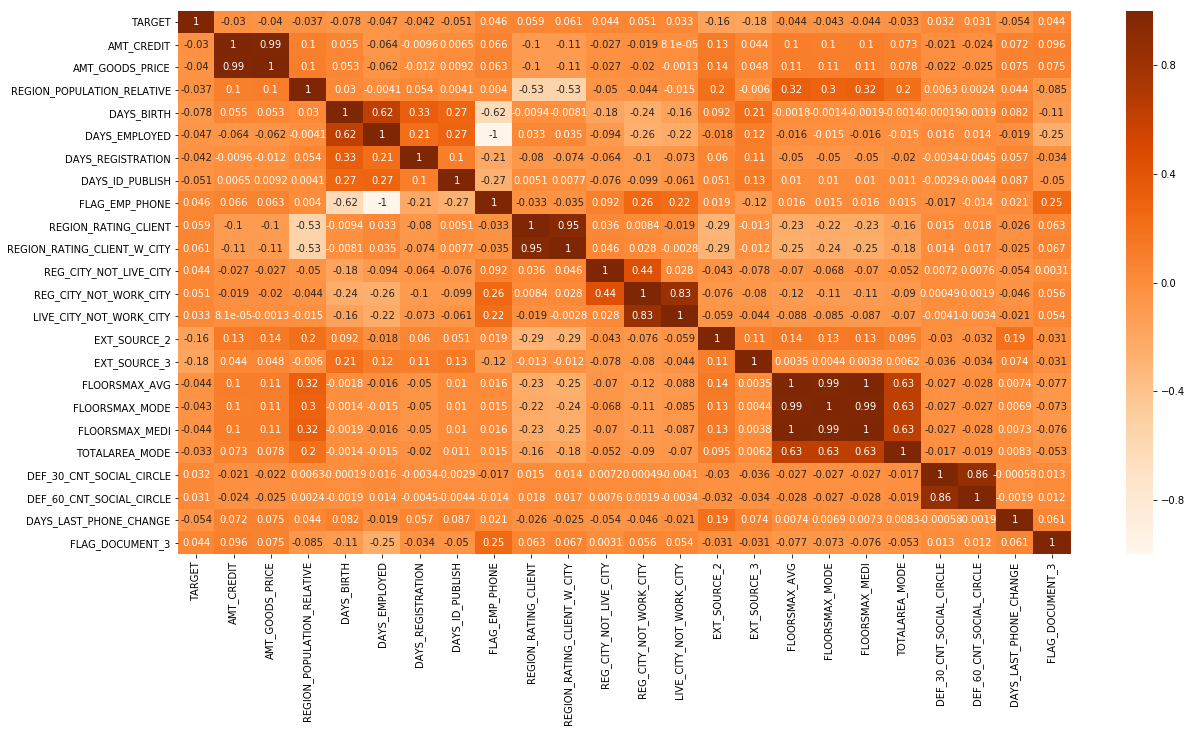 TARGET 1 -0.03 -0.04 -0.037 -0.078 -0.047 -0.042 -0.051 0.046 0.059 0.061 0.044 0.051 0.033 -0.16 -0.18 -0.044 -0.043 -0.044 -0.033 0.032 0.031 -0.054 0.044
AMT_CREDIT -0.03 1 0.99 0.1 0.055 -0.064 -0.0096 0.0065 0.066 -0.1 -0.11 -0.027 -0.019 8.1e-05 0.13 0.044 0.1 0.1 0.1 0.073 -0.021 -0.024 0.072 0.096
AMT_GOODS_PRICE -0.04 0.99 1 0.1 0.053 -0.062 -0.012 0.0092 0.063 -0.1 -0.11 -0.027 -0.02 -0.0013 0.14 0.048 0.11 0.11 0.11 0.078 -0.022 -0.025 0.075 0.075
REGION_POPULATION_RELATIVE -0.037 0.1 0.1 1 0.03 -0.0041 0.054 0.0041 0.004 -0.53 -0.53 -0.05 -0.044 -0.015 0.2 -0.006 0.32 0.3 0.32 0.2 0.0063 0.0024 0.044 -0.085
DAYS_BIRTH -0.078 0.055 0.053 0.03 1 0.62 0.33 0.27 -0.62 -0.0094 -0.0081 -0.18 -0.24 -0.16 0.092 0.21 -0.0018 -0.0014 -0.0019 -0.0014 -0.00019 -0.0019 0.082 -0.11
DAYS_EMPLOYED -0.047 -0.064 -0.062 -0.0041 0.62 1 0.21 0.27 -1 0.033 0.035 -0.094 -0.26 -0.22 -0.018 0.12 -0.016 -0.015 -0.016 -0.015 0.016 0.014 -0.019 -0.25
DAYS_REGISTRATION -0.042 -0.0096 -0.012 0.054 0.33 0.21 1 0.1 -0.21 -0.08 -0.074 -0.064 -0.1 -0.073 0.06 0.11 -0.05 -0.05 -0.05 -0.02 -0.0034 -0.0045 0.057 -0.034
DAYS_ID_PUBLISH -0.051 0.0065 0.0092 0.0041 0.27 0.27 0.1 1 -0.27 0.0051 0.0077 -0.076 -0.099 -0.061 0.051 0.13 0.01 0.01 0.01 0.011 -0.0029 -0.0044 0.087 -0.05
FLAG_EMP_PHONE 0.046 0.066 0.063 0.004 -0.62 -1 -0.21 -0.27 1 -0.033 -0.035 0.092 0.26 0.22 0.019 -0.12 0.016 0.015 0.016 0.015 -0.017 -0.014 0.021 0.25
REGION_RATING_CLIENT 0.059 -0.1 -0.1 -0.53 -0.0094 0.033 -0.08 0.0051 -0.033 1 0.95 0.036 0.0084 -0.019 -0.29 -0.013 -0.23 -0.22 -0.23 -0.16 0.015 0.018 -0.026 0.063
REGION_RATING_CLIENT_W_CITY 0.061 -0.11 -0.11 -0.53 -0.0081 0.035 -0.074 0.0077 -0.035 0.95 1 0.046 0.028 -0.0028 -0.29 -0.012 -0.25 -0.24 -0.25 -0.18 0.014 0.017 -0.025 0.067
REG_CITY_NOT_LIVE_CITY 0.044 -0.027 -0.027 -0.05 -0.18 -0.094 -0.064 -0.076 0.092 0.036 0.046 1 0.44 0.028 -0.043 -0.078 -0.07 -0.068 -0.07 -0.052 0.0072 0.0076 -0.054 0.0031
REG_CITY_NOT_WORK_CITY 0.051 -0.019 -0.02 -0.044 -0.24 -0.26 -0.1 -0.099 0.26 0.0084 0.028 0.44 1 0.83 -0.076 -0.08 -0.12 -0.11 -0.11 -0.09 0.00049 0.0019 -0.046 0.056
LIVE_CITY_NOT_WORK_CITY 0.033 8.1e-05 -0.0013 -0.015 -0.16 -0.22 -0.073 -0.061 0.22 -0.019 -0.0028 0.028 0.83 1 -0.059 -0.044 -0.088 -0.085 -0.087 -0.07 -0.0041 -0.0034 -0.021 0.054
EXT_SOURCE_2 -0.16 0.13 0.14 0.2 0.092 -0.018 0.06 0.051 0.019 -0.29 -0.29 -0.043 -0.076 -0.059 1 0.11 0.14 0.13 0.13 0.095 -0.03 -0.032 0.19 -0.031
EXT_SOURCE_3 -0.18 0.044 0.048 -0.006 0.21 0.12 0.11 0.13 -0.12 -0.013 -0.012 -0.078 -0.08 -0.044 0.11 1 0.0035 0.0044 0.0038 0.0062 -0.036 -0.034 0.074 -0.031
FLOORSMAX_AVG -0.044 0.1 0.11 0.32 -0.0018 -0.016 -0.05 0.01 0.016 -0.23 -0.25 -0.07 -0.12 -0.088 0.14 0.0035 1 0.99 1 0.63 -0.027 -0.028 0.0074 -0.077
FLOORSMAX_MODE -0.043 0.1 0.11 0.3 -0.0014 -0.015 -0.05 0.01 0.015 -0.22 -0.24 -0.068 -0.11 -0.085 0.13 0.0044 0.99 1 0.99 0.63 -0.027 -0.027 0.0069 -0.073
FLOORSMAX_MEDI -0.044 0.1 0.11 0.32 -0.0019 -0.016 -0.05 0.01 0.016 -0.23 -0.25 -0.07 -0.11 -0.087 0.13 0.0038 1 0.99 1 0.63 -0.027 -0.028 0.0073 -0.076
TOTALAREA_MODE -0.033 0.073 0.078 0.2 -0.0014 -0.015 -0.02 0.011 0.015 -0.16 -0.18 -0.052 -0.09 -0.07 0.095 0.0062 0.63 0.63 0.63 1 -0.017 -0.019 0.0083 -0.053
DEF_30_CNT_SOCIAL_CIRCLE 0.032 -0.021 -0.022 0.0063 -0.00019 0.016 -0.0034 -0.0029 -0.017 0.015 0.014 0.0072 0.00049 -0.0041 -0.03 -0.036 -0.027 -0.027 -0.027 -0.017 1 0.86 -0.00058 0.013
DEF_60_CNT_SOCIAL_CIRCLE 0.031 -0.024 -0.025 0.0024 -0.0019 0.014 -0.0045 -0.0044 -0.014 0.018 0.017 0.0076 0.0019 -0.0034 -0.032 -0.034 -0.028 -0.027 -0.028 -0.019 0.86 1 -0.0019 0.012
DAYS_LAST_PHONE_CHANGE -0.054 0.072 0.075 0.044 0.082 -0.019 0.057 0.087 0.021 -0.026 -0.025 -0.054 -0.046 -0.021 0.19 0.074 0.0074 0.0069 0.0073 0.0083 -0.00058 -0.0019 1 0.061
FLAG_DOCUMENT_3 0.044 0.096 0.075 -0.085 -0.11 -0.25 -0.034 -0.05 0.25 0.063 0.067 0.0031 0.056 0.054 -0.031 -0.031 -0.077 -0.073 -0.076 -0.053 0.013 0.012 0.061 1
TARGET
AMT_CREDIT
AMT_GOODS_PRICE
REGION_POPULATION_RELATIVE
DAYS_BIRTH
DAYS_EMPLOYED
DAYS_REGISTRATION
DAYS_ID_PUBLISH
FLAG_EMP_PHONE
REGION_RATING_CLIENT
REGION_RATING_CLIENT_W_CITY
REG_CITY_NOT_LIVE_CITY
REG_CITY_NOT_WORK_CITY
LIVE_CITY_NOT_WORK_CITY
EXT_SOURCE_2
EXT_SOURCE_3
FLOORSMAX_AVG
FLOORSMAX_MODE
FLOORSMAX_MEDI
TOTALAREA_MODE
DEF_30_CNT_SOCIAL_CIRCLE
DEF_60_CNT_SOCIAL_CIRCLE
DAYS_LAST_PHONE_CHANGE
FLAG_DOCUMENT_3
0.8
0.4
0.0
-0.4
-0.8